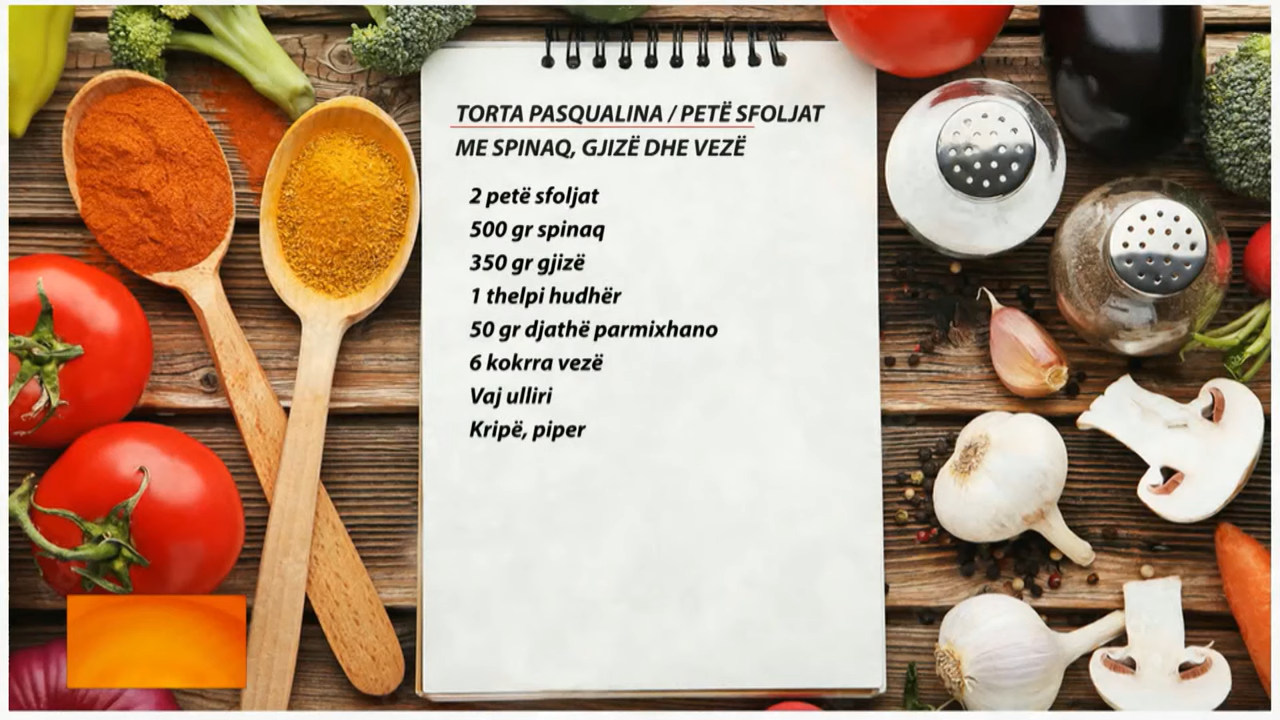 TORTA PASQUALINA / PETË SFOLJAT
ME SPINAQ, GJIZË DHE VEZË
2 petë sfoljat
500 gr spinaq
350 gr gjizë
1 thelpi hudhër
50 gr djathë parmixhano
6 kokrra vezë
Vaj ulliri
Kripë, piper